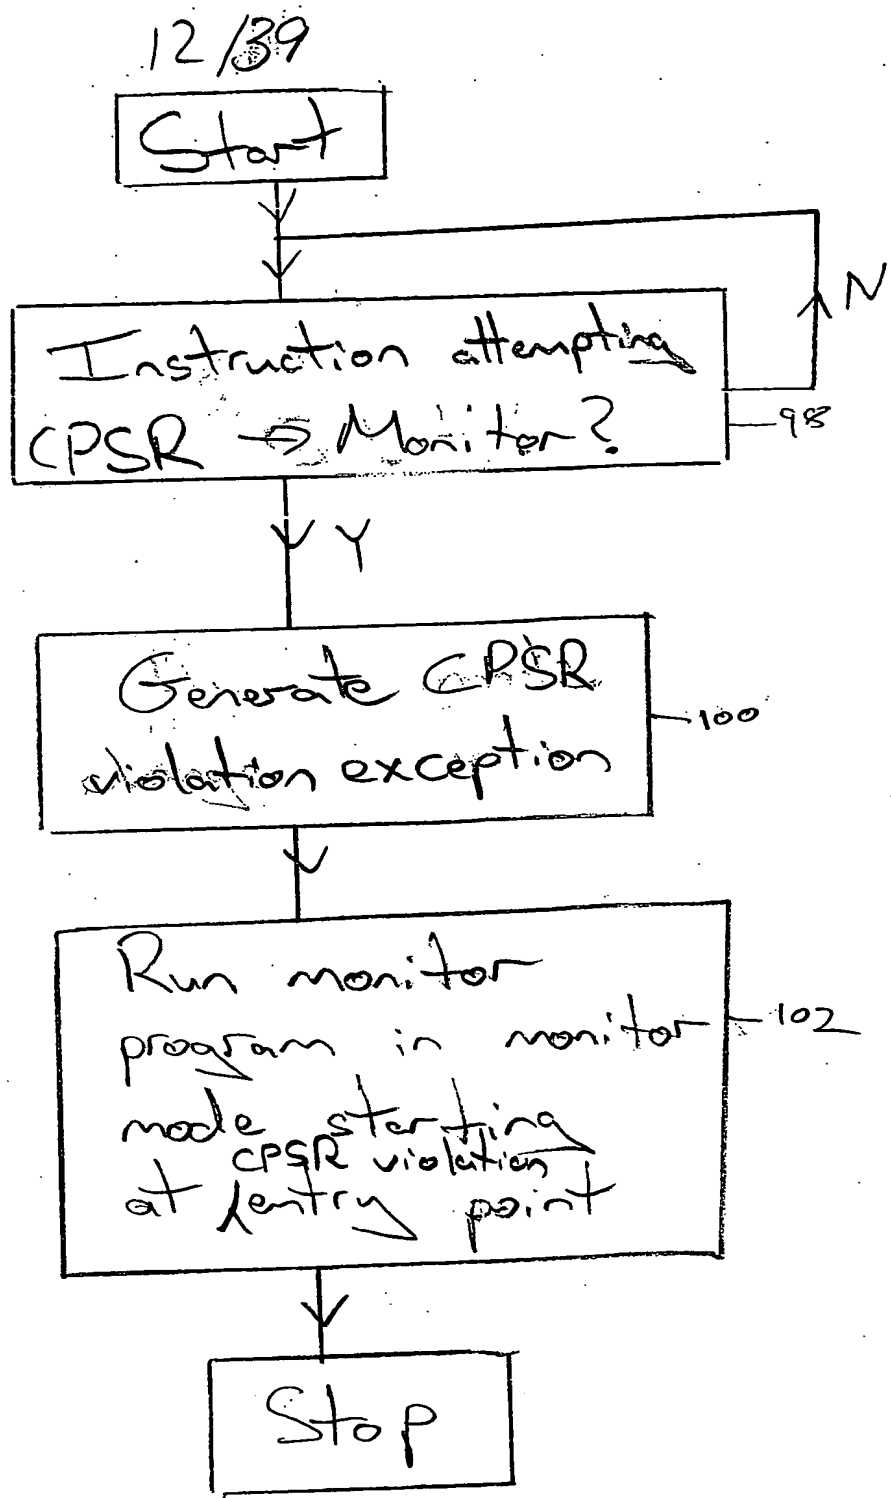 12/39
Start
N
Instruction attempting
CPSR → Monitor?
98
Y
Generate CPSR
violation exception
100
Run monitor
program in monitor
102
mode starting
CPSR violation
at entry point
Stop